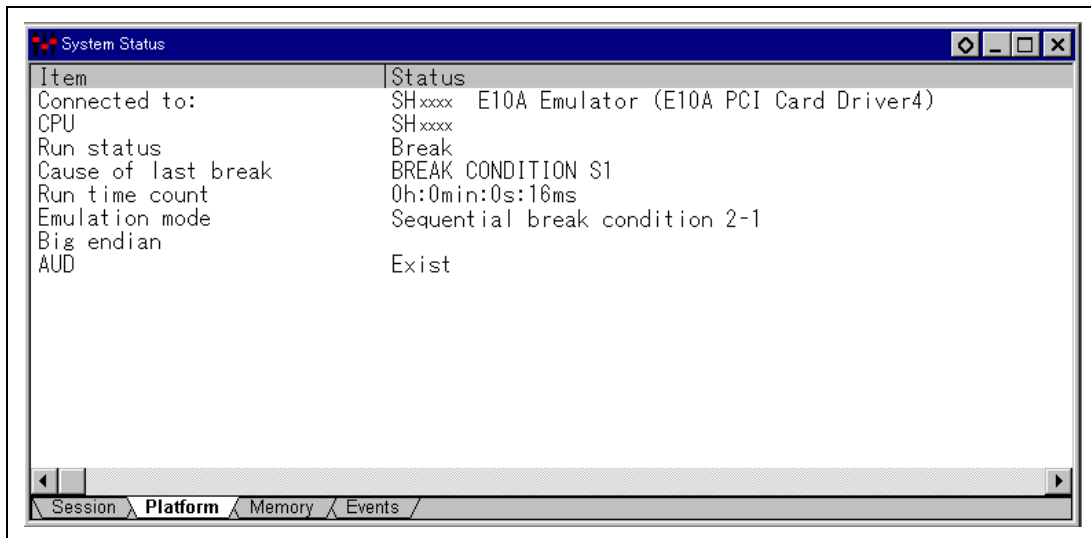 System Status
Item Status
Connected to: SHxxxx E10A Emulator (E10A PCI Card Driver4)
CPU SHxxxx
Run status Break
Cause of last break BREAK CONDITION S1
Run time count 0h:0min:0s:16ms
Emulation mode Sequential break condition 2-1
Big endian
AUD Exist
Session Platform Memory Events